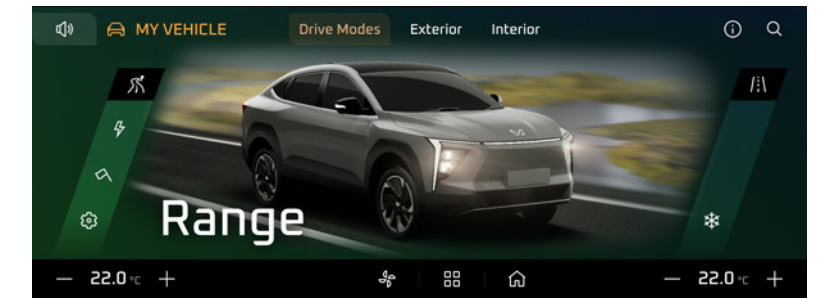 MY VEHICLE Drive Modes Exterior Interior
Range
22.0 °C 22.0 °C